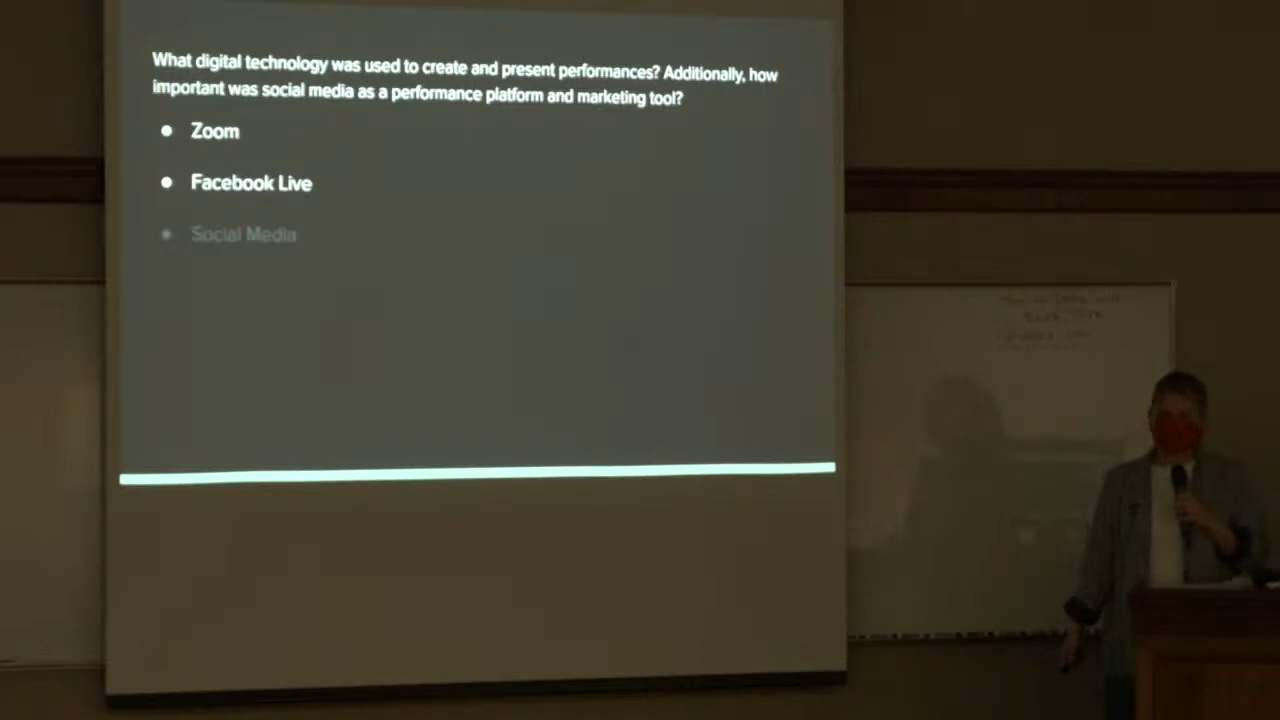 What digital technology was used to create and present performances? Additionally, how
important was social media as a performance platform and marketing tool?
● Zoom
● Facebook Live
● Social Media